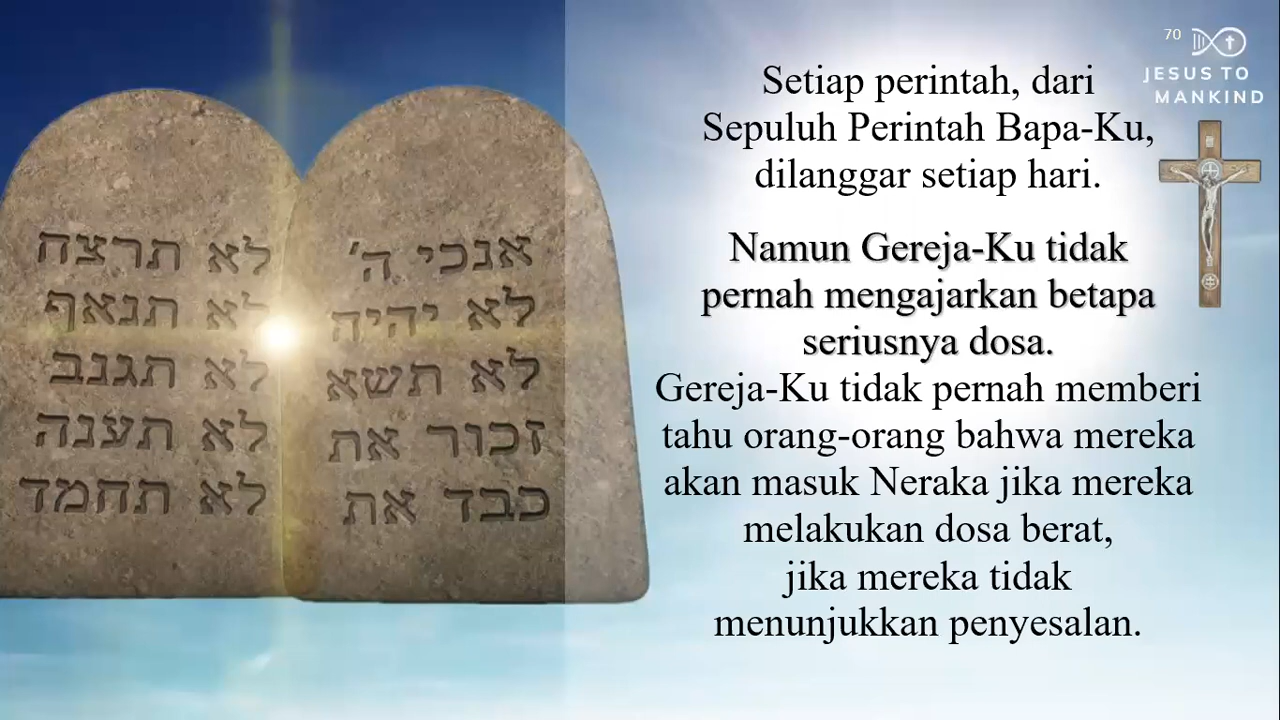 לא תרצח
לא תנאף
לא תגנב
לא תענה
לא תחמד
אנכי ה׳
לא יהיה
לא תשא
זכור את
כבד את
Setiap perintah, dari
Sepuluh Perintah Bapa-Ku,
dilanggar setiap hari.
Namun Gereja-Ku tidak
pernah mengajarkan betapa
seriusnya dosa.
Gereja-Ku tidak pernah memberi
tahu orang-orang bahwa mereka
akan masuk Neraka jika mereka
melakukan dosa berat,
jika mereka tidak
menunjukkan penyesalan.
70
JESUS TO
MANKIND